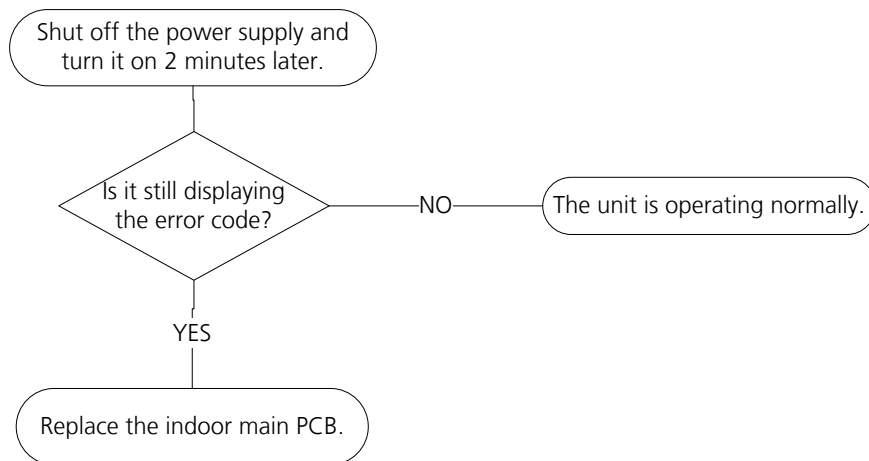 Shut off the power supply and
turn it on 2 minutes later.
Is it still displaying
the error code?
NO
The unit is operating normally.
YES
Replace the indoor main PCB.